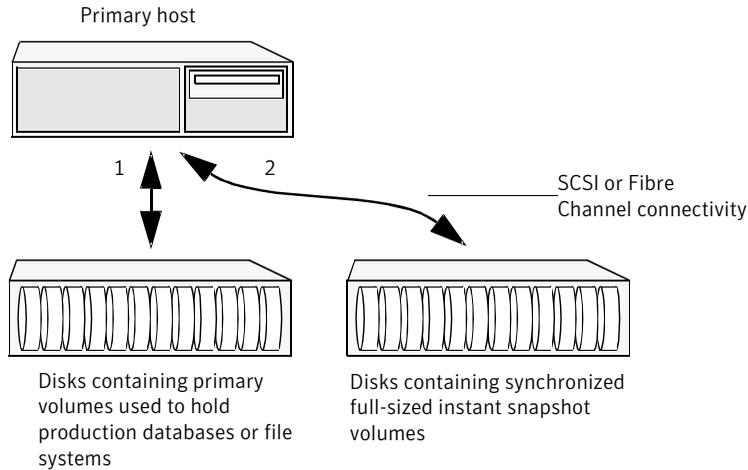 Primary host
1
2
SCSI or Fibre
Channel connectivity
Disks containing primary
volumes used to hold
production databases or file
systems
Disks containing synchronized
full-sized instant snapshot
volumes